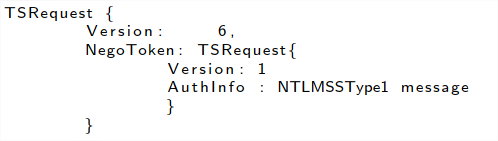 TSRequest {
Version: 6,
NegoToken: TSRequest{
Version: 1
AuthInfo : NTLMSSType1 message
}
}